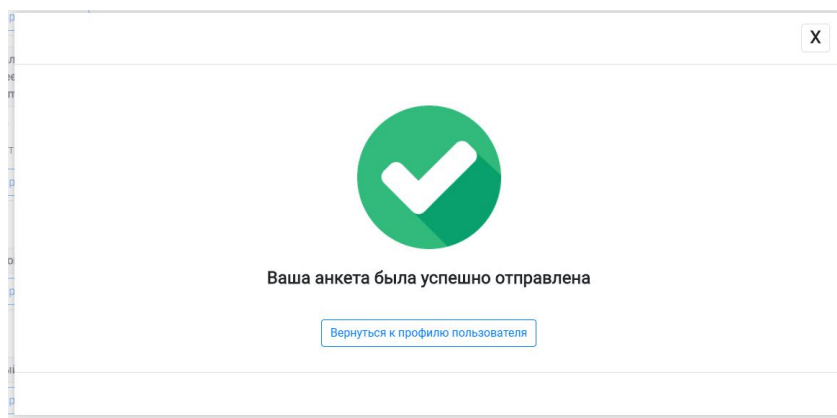 X
Ваша анкета была успешно отправлена
Вернуться к профилю пользователя